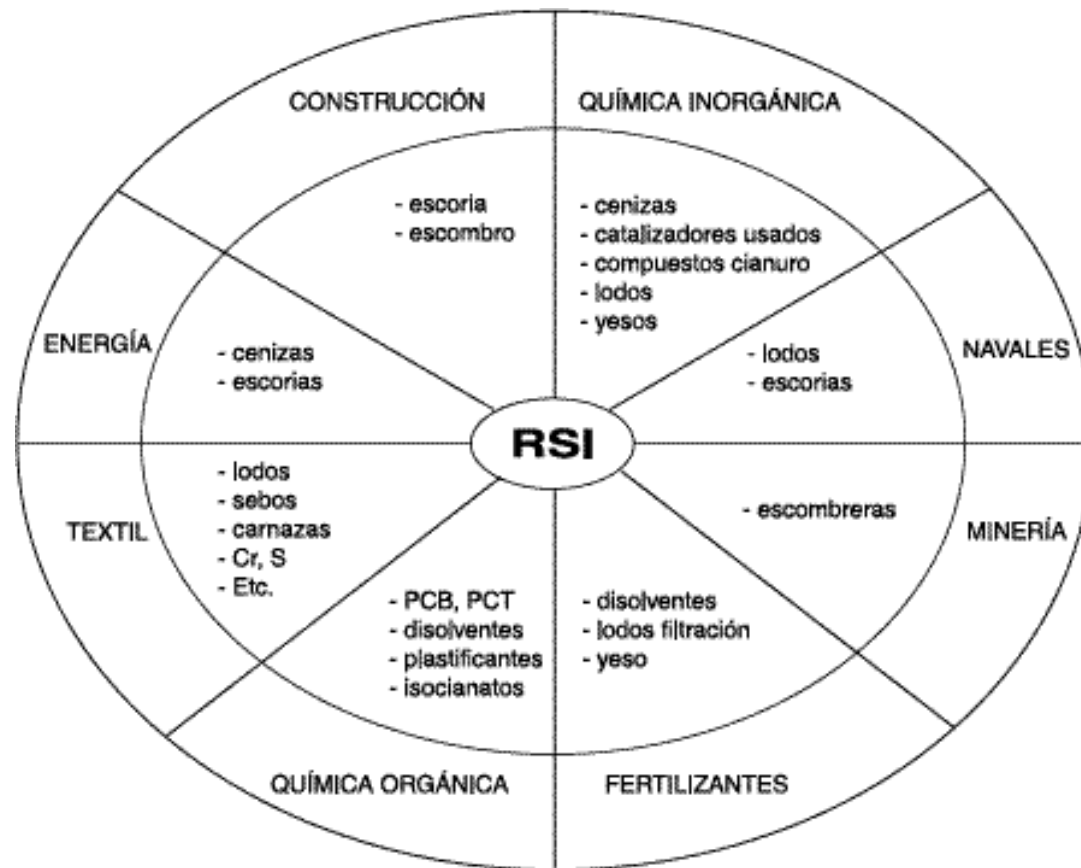 CONSTRUCCIÓN
- escoria
- escombro
QUÍMICA INORGÁNICA
- cenizas
- catalizadores usados
- compuestos cianuro
- lodos
- yesos
NAVALES
- lodos
- escorias
MINERÍA
- escombreras
FERTILIZANTES
- disolventes
- lodos filtración
- yeso
QUÍMICA ORGÁNICA
- PCB, PCT
- disolventes
- plastificantes
- isocianatos
TEXTIL
- lodos
- sebos
- carnazas
- Cr, S
- Etc.
ENERGÍA
- cenizas
- escorias
RSI